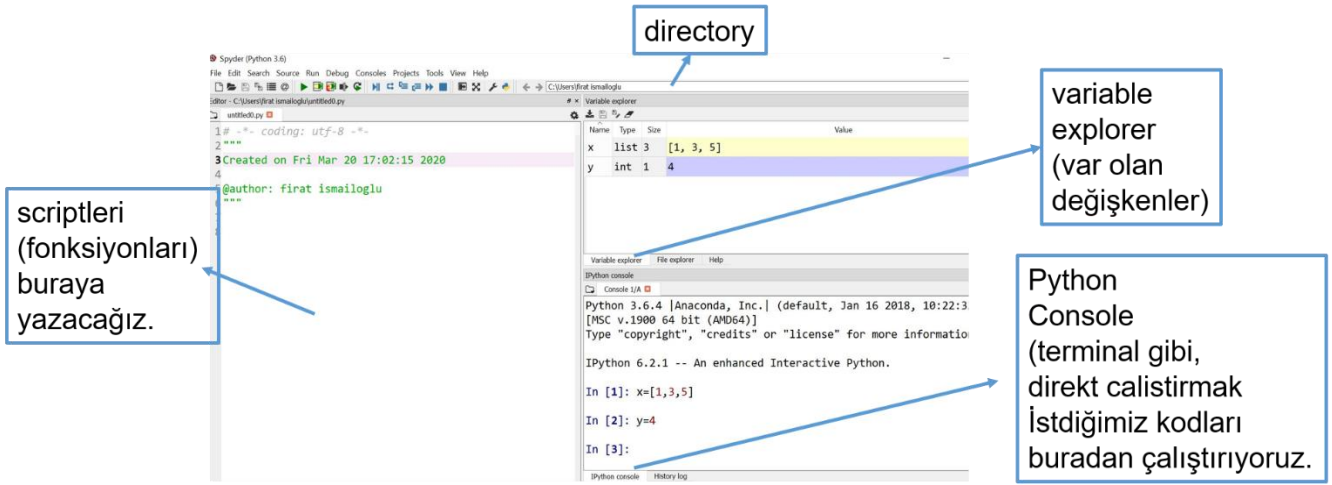 directory
Spyder (Python 3.6)
File Edit Search Source Run Debug Consoles Projects Tools View Help
C:\Users\firat ismailoglu
Editor - C:\Users\firat ismailoglu\untitled0.py
untitled0.py
1 # -*- coding: utf-8 -*-
2 """
3 Created on Fri Mar 20 17:02:15 2020
4
5 @author: firat ismailoglu
"""
Variable explorer
Name Type Size Value
x list 3 [1, 3, 5]
y int 1 4
Variable explorer File explorer Help
IPython console
Console 1/A
Python 3.6.4 |Anaconda, Inc.| (default, Jan 16 2018, 10:22:3
[MSC v.1900 64 bit (AMD64)]
Type "copyright", "credits" or "license" for more informatio
IPython 6.2.1 -- An enhanced Interactive Python.
In [1]: x=[1,3,5]
In [2]: y=4
In [3]:
IPython console History log
scriptleri
(fonksiyonları)
buraya
yazacağız.
variable
explorer
(var olan
değişkenler)
Python
Console
(terminal gibi,
direkt calistirmak
İstdiğimiz kodları
buradan çalıştırıyoruz.